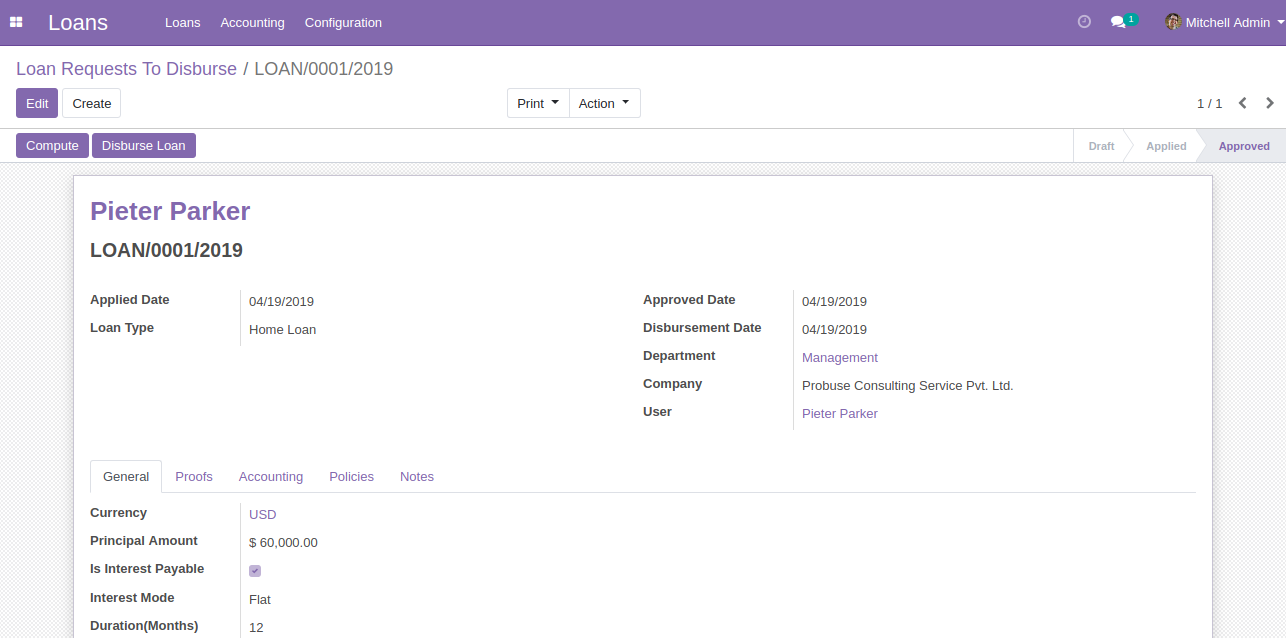 Loans Loans Accounting Configuration 1 Mitchell Admin
Loan Requests To Disburse / LOAN/0001/2019
Edit Create Print Action 1 / 1
Compute Disburse Loan Draft Applied Approved
Pieter Parker
LOAN/0001/2019
Applied Date 04/19/2019 Approved Date 04/19/2019
Loan Type Home Loan Disbursement Date 04/19/2019
Department Management
Company Probuse Consulting Service Pvt. Ltd.
User Pieter Parker
General Proofs Accounting Policies Notes
Currency USD
Principal Amount $ 60,000.00
Is Interest Payable
Interest Mode Flat
Duration(Months) 12